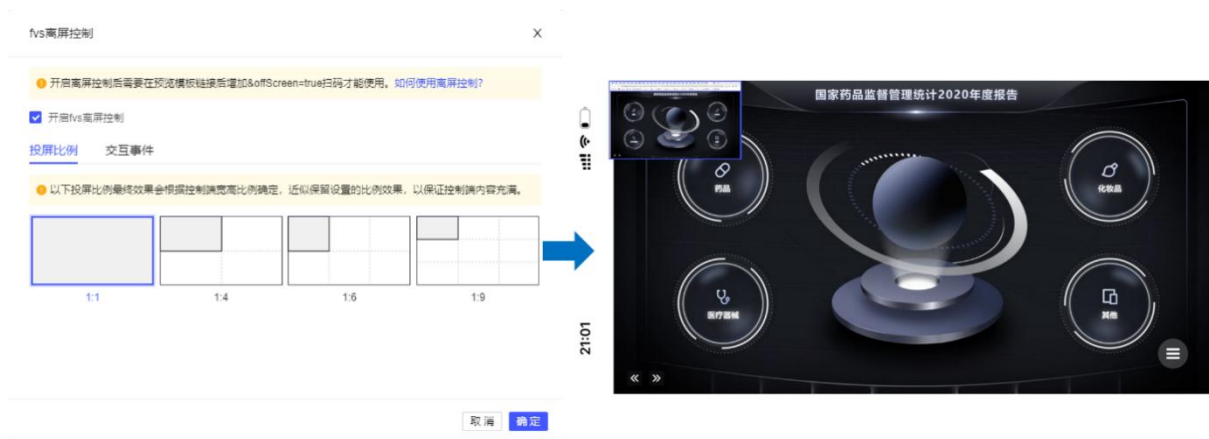 fvs离屏控制
X
开启离屏控制后需要在预览模板链接后增加&offScreen=true扫码才能使用。如何使用离屏控制?
开启fvs离屏控制
投屏比例 交互事件
以下投屏比例最终效果会根据控制端宽高比例确定，近似保留设置的比例效果，以保证控制端内容充满。
1:1 1:4 1:6 1:9
取消 确定
21:01
国家药品监督管理统计2020年度报告
药品
化妆品
医疗器械
其他